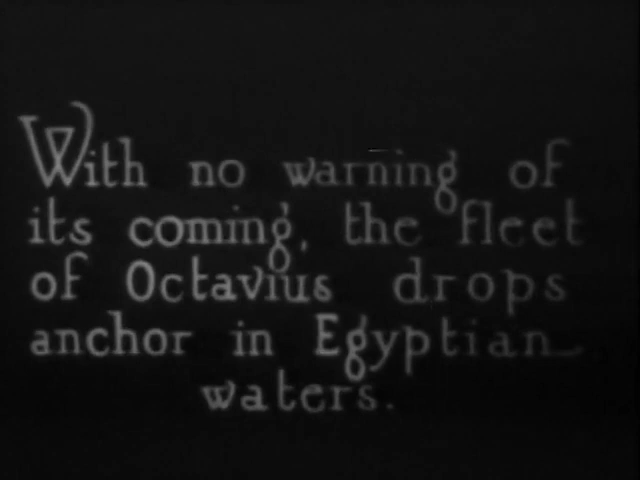 With no warning of
its coming, the fleet
of Octavius drops
anchor in Egyptian
waters.